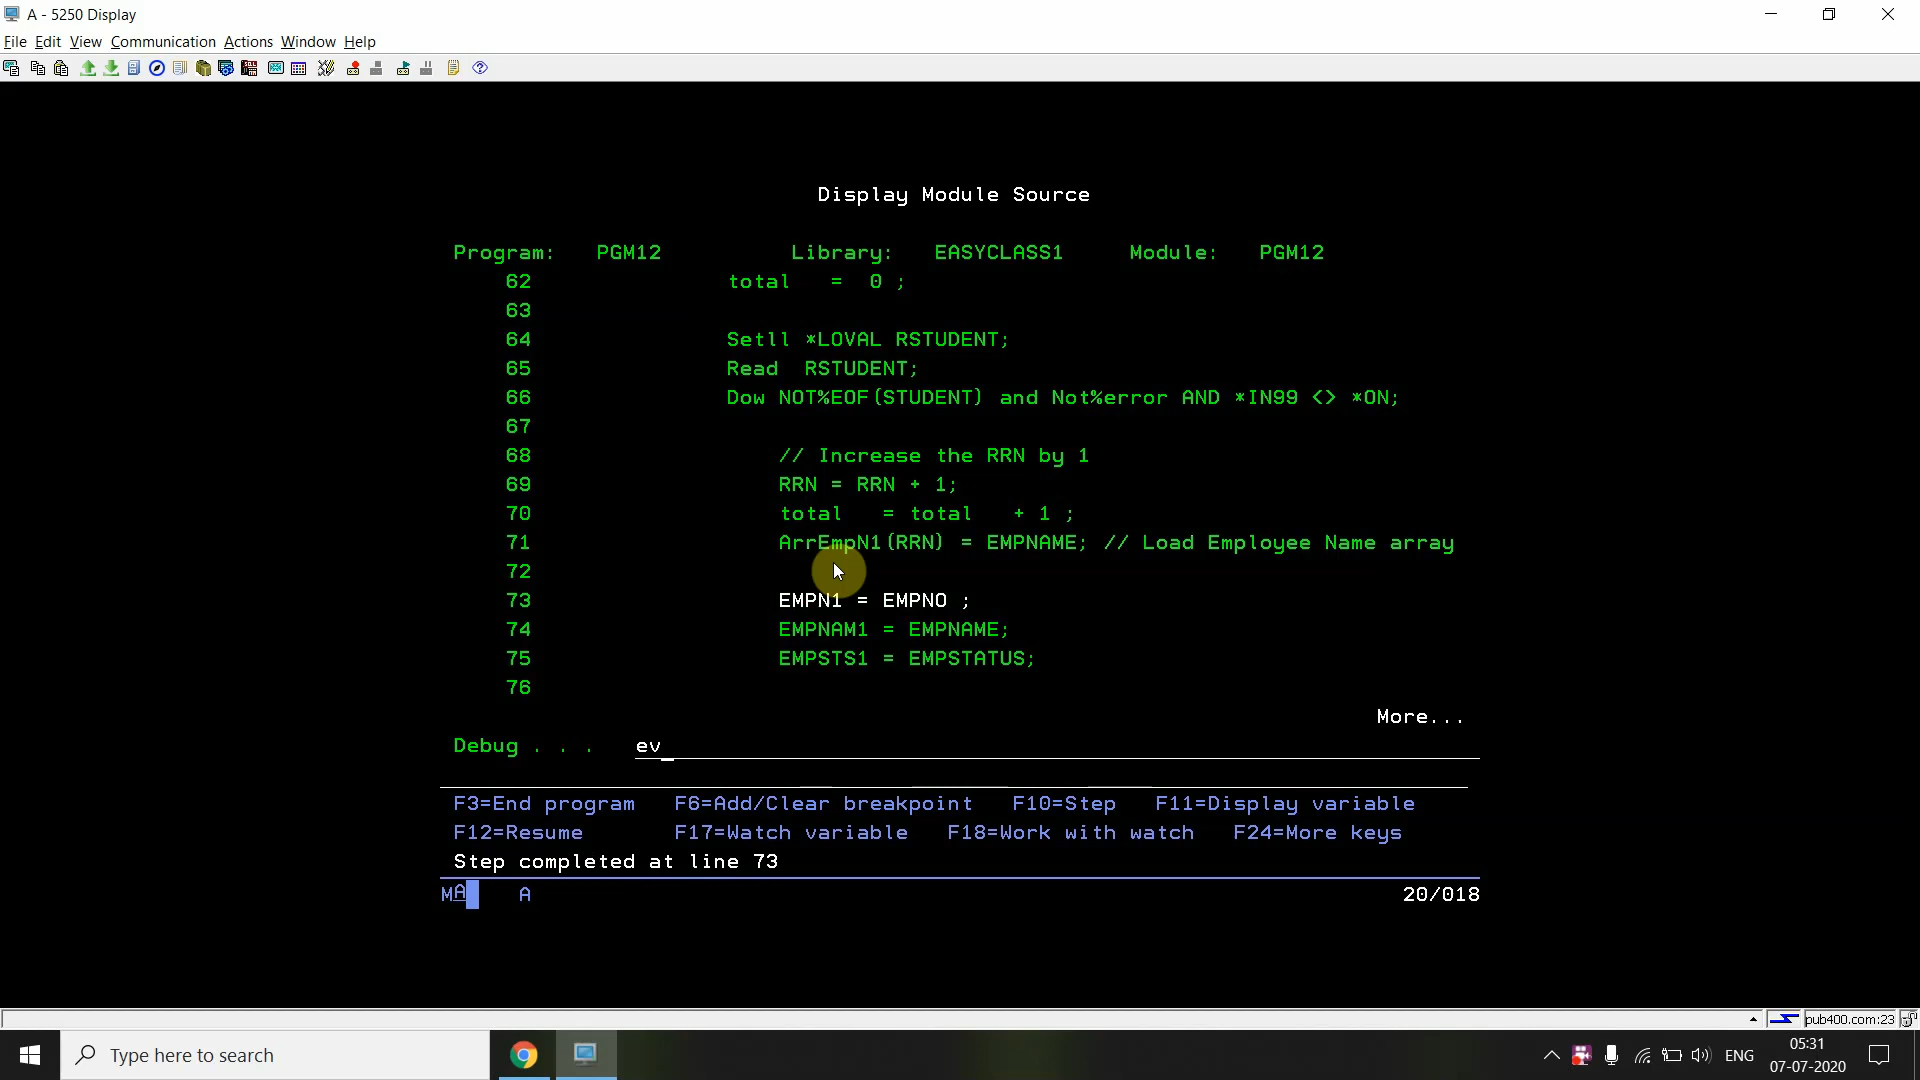 A - 5250 Display
File Edit View Communication Actions Window Help
Display Module Source
Program: PGM12 Library: EASYCLASS1 Module: PGM12
62 total = 0 ;
63
64 Setll *LOVAL RSTUDENT;
65 Read RSTUDENT;
66 Dow NOT%EOF(STUDENT) and Not%error AND *IN99 <> *ON;
67
68 // Increase the RRN by 1
69 RRN = RRN + 1;
70 total = total + 1 ;
71 ArrEmpN1(RRN) = EMPNAME; // Load Employee Name array
72
73 EMPN1 = EMPNO ;
74 EMPNAM1 = EMPNAME;
75 EMPSTS1 = EMPSTATUS;
76
More...
Debug . . . ev_
F3=End program F6=Add/Clear breakpoint F10=Step F11=Display variable
F12=Resume F17=Watch variable F18=Work with watch F24=More keys
Step completed at line 73
MA A 20/018
pub400.com:23
Type here to search
ENG
05:31
07-07-2020